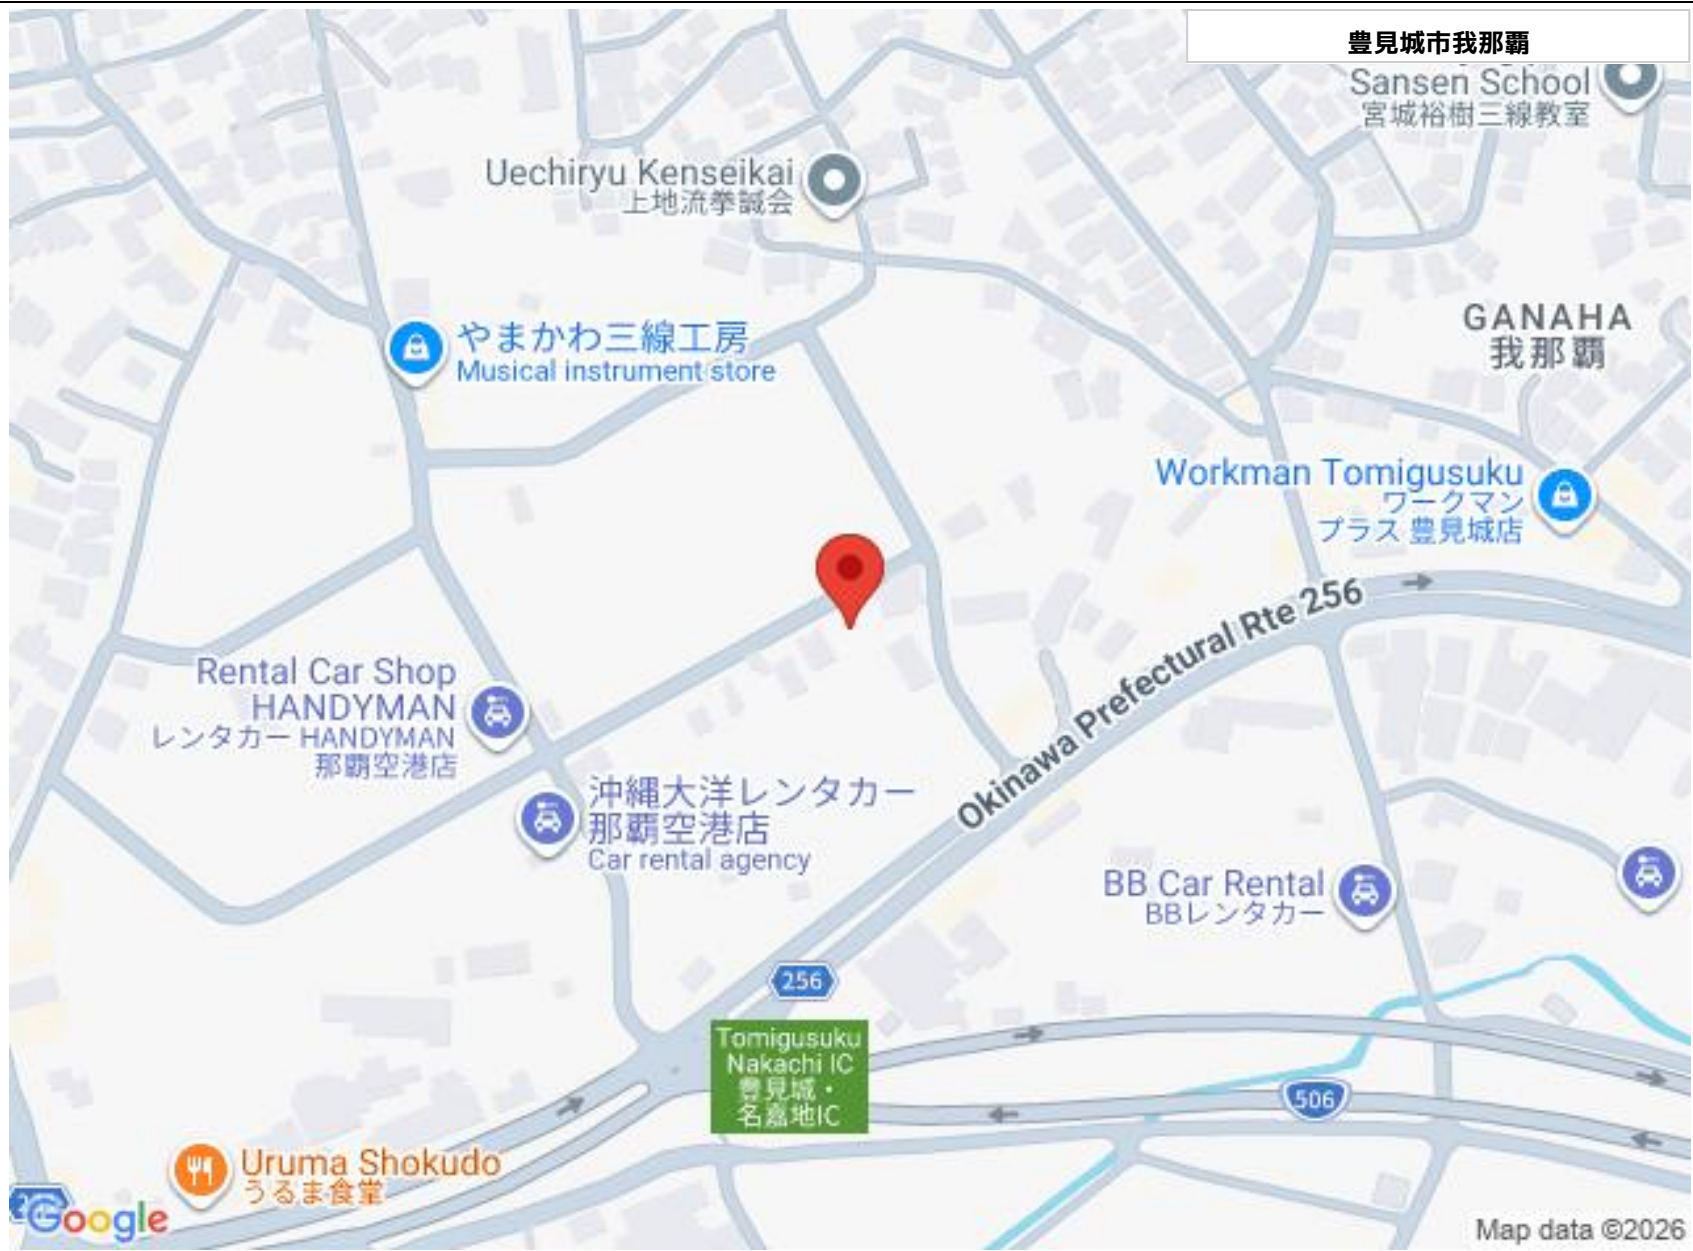 豊見城市我那覇
Sansen School
宮城裕樹三線教室
Uechiryu Kenseikai
上地流拳誠会
GANAHA
我那覇
やまかわ三線工房
Musical instrument store
Workman Tomigusuku
ワークマン
プラス 豊見城店
Okinawa Prefectural Rte 256
Rental Car Shop
HANDYMAN
レンタカー HANDYMAN
那覇空港店
沖縄大洋レンタカー
那覇空港店
Car rental agency
BB Car Rental
BBレンタカー
256
Tomigusuku
Nakachi IC
豊見城・
名嘉地IC
506
Uruma Shokudo
うるま食堂
Google
Map data ©2026